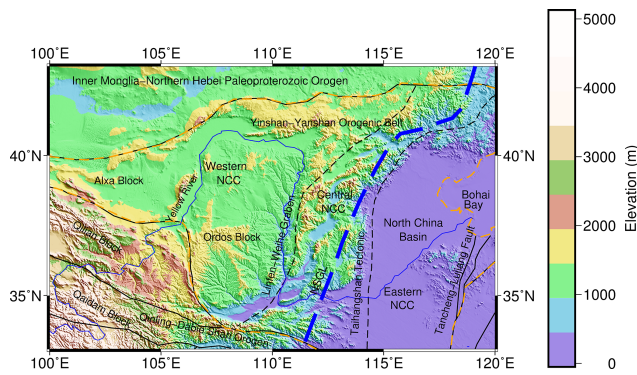 100°E 105°E 110°E 115°E 120°E
5000
4000
3000
2000
1000
0
Elevation (m)
Inner Monglia-Northern Hebei Paleoproterozoic Orogen
Yinshan-Yanshan Orogenic Belt
40°N
40°N
Western
NCC
Alxa Block
Yellow River
Central
NCC
Bohai
Bay
Qilian Block
Ordos Block
North China
Basin
Linfen-Weihe Graben
NSGL
Taihangshan Tectonic
Tancheng-Lujiang Fault
35°N
35°N
Eastern
NCC
Qaidam Block
Qinling-Dabie Shan Orogen
100°E 105°E 110°E 115°E 120°E